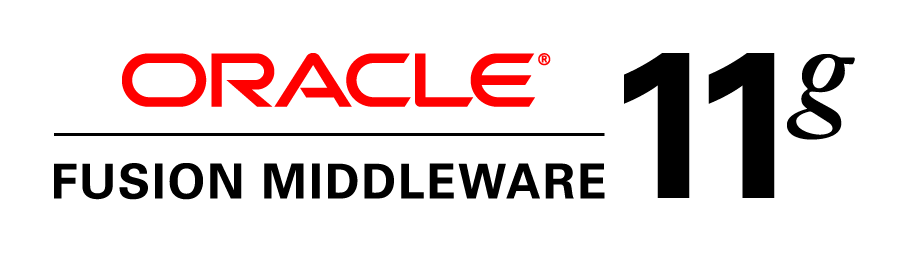 ORACLE®
FUSION MIDDLEWARE
11g